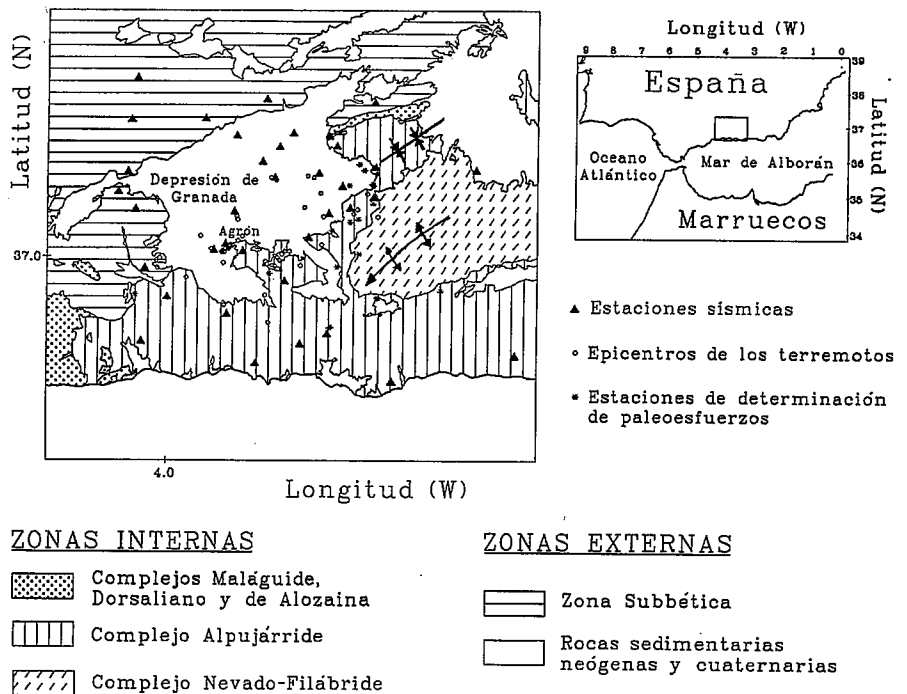 Latitud (N)
Depresión de
Granada
Agrón
37.0
4.0
Longitud (W)
Longitud (W)
9 8 7 6 5 4 3 2 1 0
39
38
37
36
35
34
España
Oceano
Atlántico
Mar de Alborán
Marruecos
Latitud (N)
Estaciones sísmicas
Epicentros de los terremotos
Estaciones de determinación
de paleoesfuerzos
ZONAS INTERNAS
Complejos Maláguide,
Dorsaliano y de Alozaina
Complejo Alpujárride
Complejo Nevado-Filábride
ZONAS EXTERNAS
Zona Subbética
Rocas sedimentarias
neógenas y cuaternarias